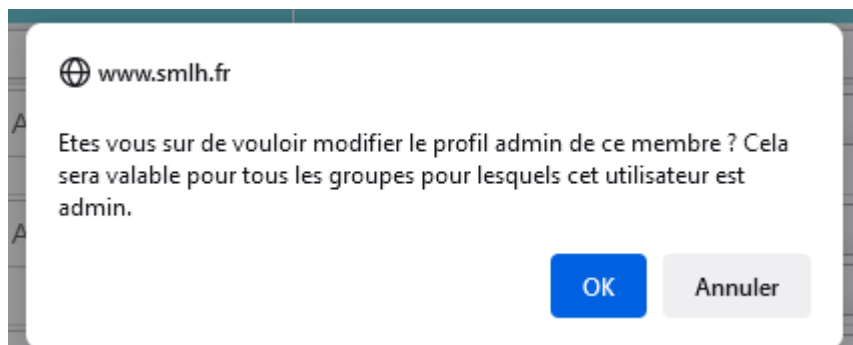 www.smlh.fr
Etes vous sur de vouloir modifier le profil admin de ce membre ? Cela
sera valable pour tous les groupes pour lesquels cet utilisateur est
admin.
OK Annuler
A
A